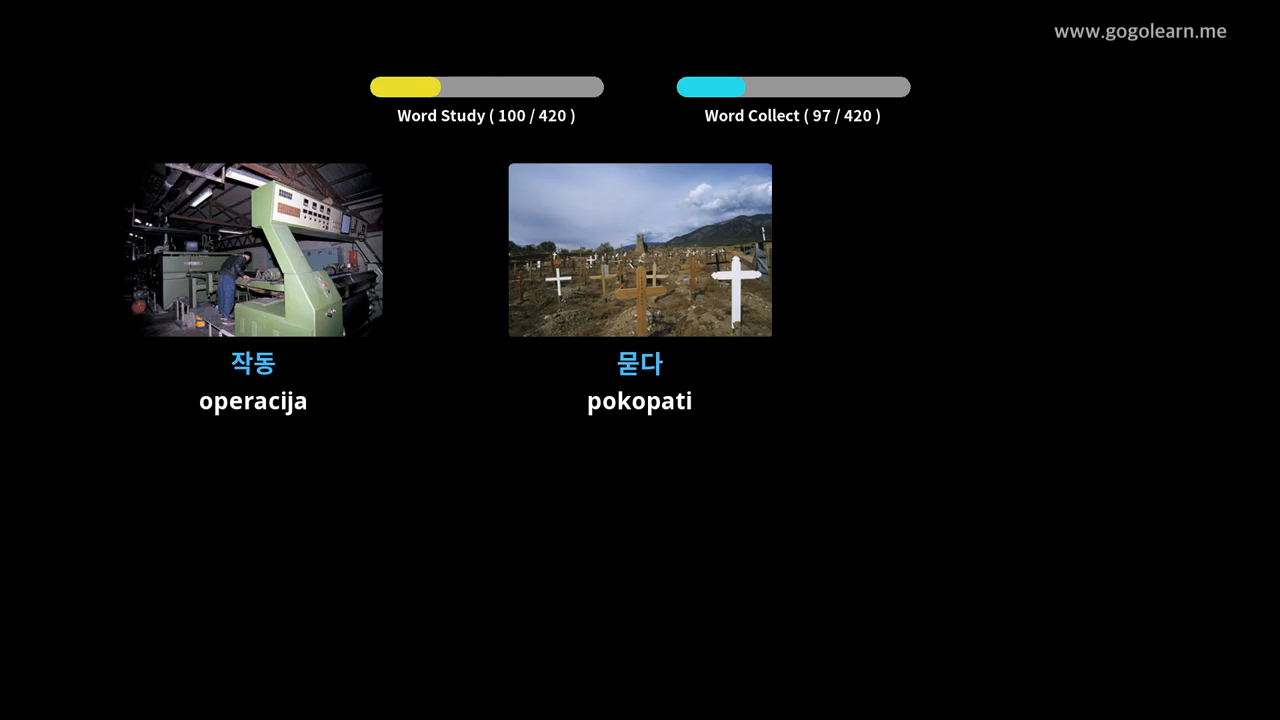 www.gogolearn.me
Word Study ( 100 / 420 )
Word Collect ( 97 / 420 )
작동
operacija
묻다
pokopati